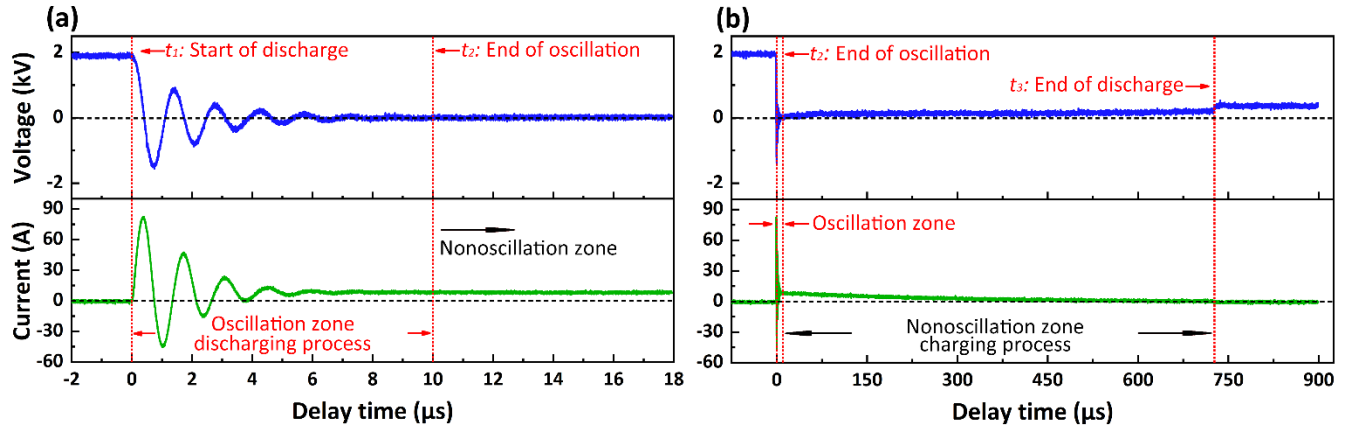 (a)
Voltage (kV)
2
0
2
t₁: Start of discharge
t₂: End of oscillation
Current (A)
90
60
30
0
-30
-60
Nonoscillation zone
Oscillation zone
discharging process
-2 0 2 4 6 8 10 12 14 16 18
Delay time (μs)
(b)
2
0
2
t₂: End of oscillation
t₃: End of discharge
90
60
30
0
-30
-60
Oscillation zone
Nonoscillation zone
charging process
0 150 300 450 600 750 900
Delay time (μs)